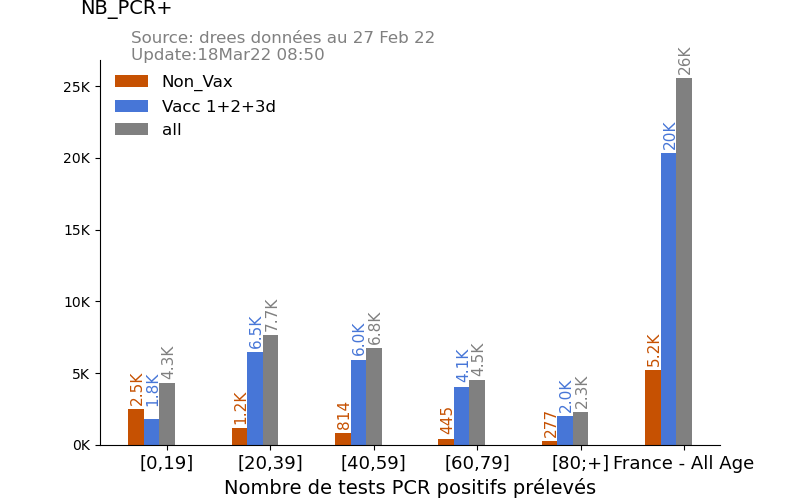 NB_PCR+
Source: drees données au 27 Feb 22
Update:18Mar22 08:50
Non_Vax
Vacc 1+2+3d
all
25K
20K
15K
10K
5K
0K
2.5K
1.8K
4.3K
1.2K
6.5K
7.7K
814
6.0K
6.8K
445
4.1K
4.5K
277
2.0K
2.3K
5.2K
20K
26K
[0,19]
[20,39]
[40,59]
[60,79]
[80;+]
France - All Age
Nombre de tests PCR positifs prélevés